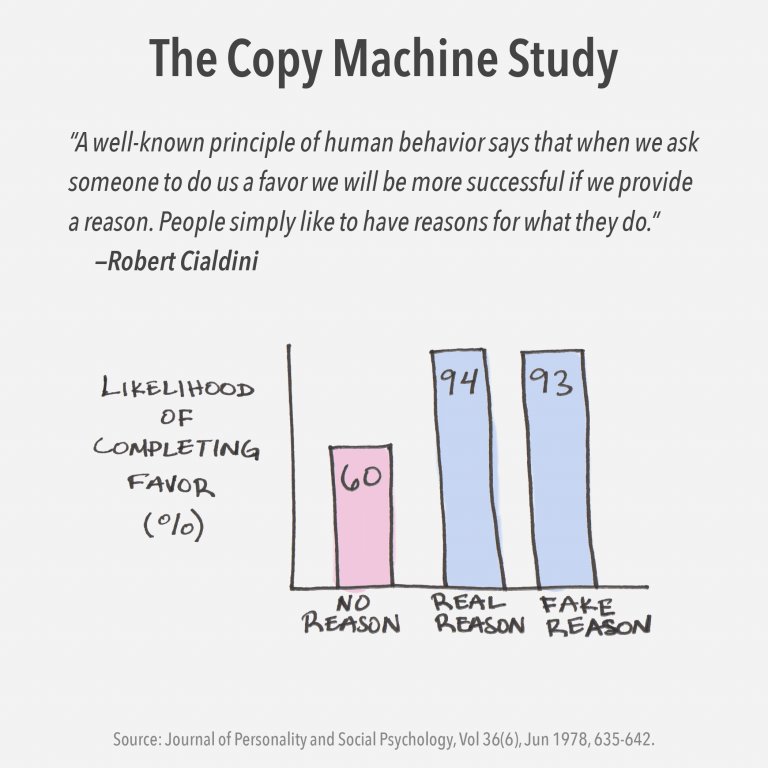 The Copy Machine Study
“A well-known principle of human behavior says that when we ask
someone to do us a favor we will be more successful if we provide
a reason. People simply like to have reasons for what they do.“
–Robert Cialdini
LIKELIHOOD
OF
COMPLETING
FAVOR
(%)
60
94
93
NO
REASON
REAL
REASON
FAKE
REASON
Source: Journal of Personality and Social Psychology, Vol 36(6), Jun 1978, 635-642.